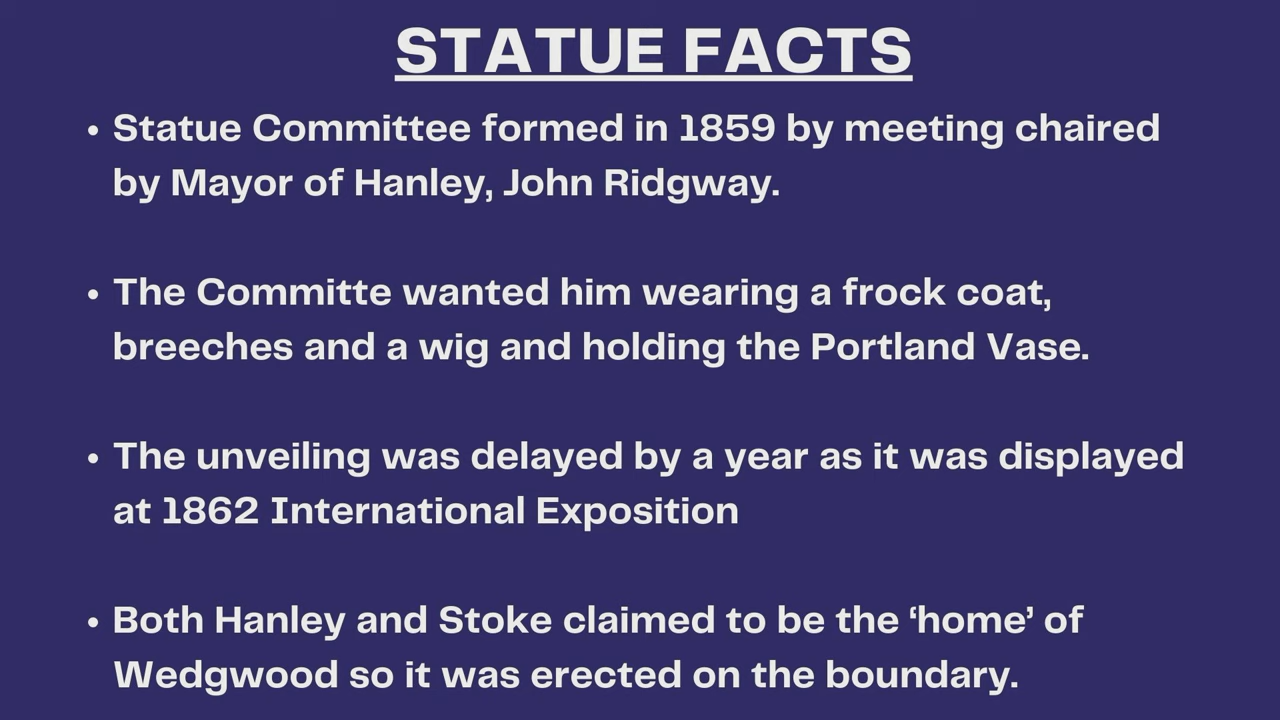 STATUE FACTS
• Statue Committee formed in 1859 by meeting chaired
by Mayor of Hanley, John Ridgway.
• The Committe wanted him wearing a frock coat,
breeches and a wig and holding the Portland Vase.
• The unveiling was delayed by a year as it was displayed
at 1862 International Exposition
• Both Hanley and Stoke claimed to be the ‘home’ of
Wedgwood so it was erected on the boundary.